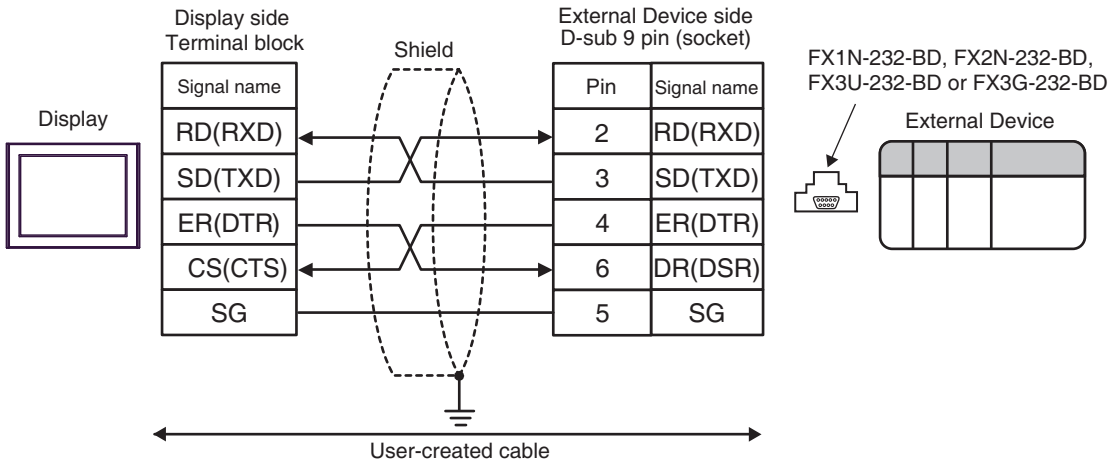 Display
Display side
Terminal block
Signal name
RD(RXD)
SD(TXD)
ER(DTR)
CS(CTS)
SG
Shield
External Device side
D-sub 9 pin (socket)
Pin Signal name
2 RD(RXD)
3 SD(TXD)
4 ER(DTR)
6 DR(DSR)
5 SG
FX1N-232-BD, FX2N-232-BD,
FX3U-232-BD or FX3G-232-BD
External Device
User-created cable